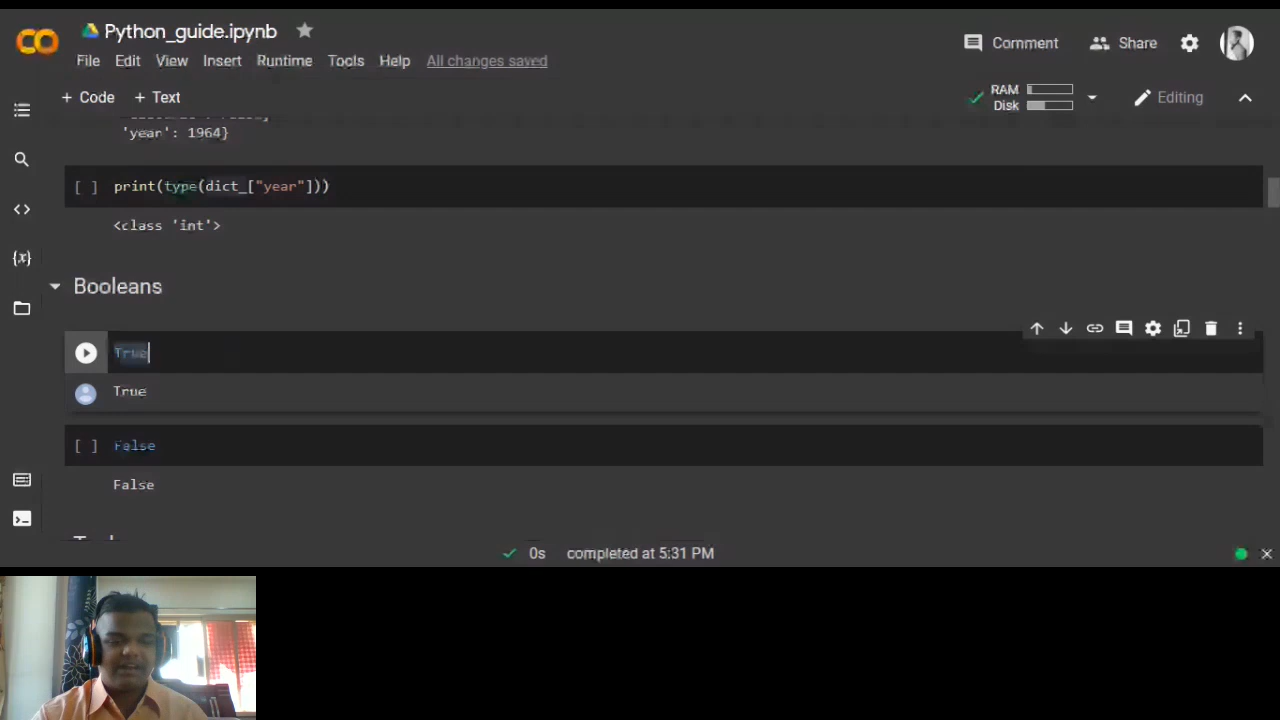 Python_guide.ipynb
Comment
Share
File Edit View Insert Runtime Tools Help All changes saved
+ Code + Text
RAM
Disk
Editing
'year': 1964}
[ ] print(type(dict_["year"]))
<class 'int'>
Booleans
True
True
[ ] False
False
0s completed at 5:31 PM